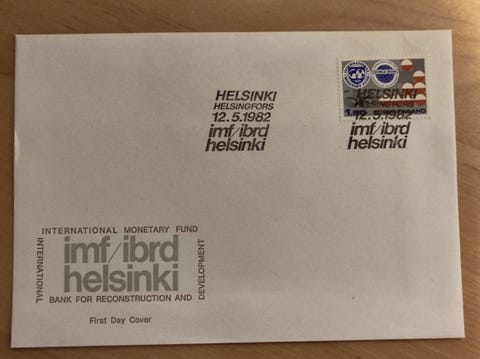 HELSINKI
HELSINGFORS
12.5.1982
imf/ibrd
helsinki
HELSINKI
HELSINGFORS
12.5.1982
imf/ibrd
helsinki
INTERNATIONAL MONETARY FUND
INTERNATIONAL
imf/ibrd
helsinki
DEVELOPMENT
BANK FOR RECONSTRUCTION AND
First Day Cover